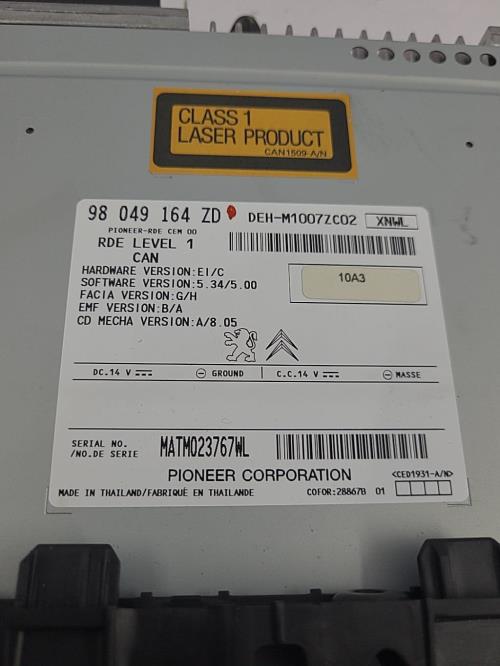 CLASS 1
LASER PRODUCT
CAN1509-A/N
98 049 164 ZD DEH-M1007ZC02 XNWL
PIONEER-RDE CEM 00
RDE LEVEL 1
CAN
HARDWARE VERSION:EI/C
10A3
SOFTWARE VERSION:5.34/5.00
FACIA VERSION:G/H
EMF VERSION:B/A
CD MECHA VERSION:A/8.05
DC.14 V ⎓ ⊖ GROUND C.C.14 V ⎓ ⊖ MASSE
SERIAL NO.
/NO.DE SERIE MATM023767WL
PIONEER CORPORATION <CED1931-A/N>
MADE IN THAILAND/FABRIQUÉ EN THAILANDE COFOR:28867B 01